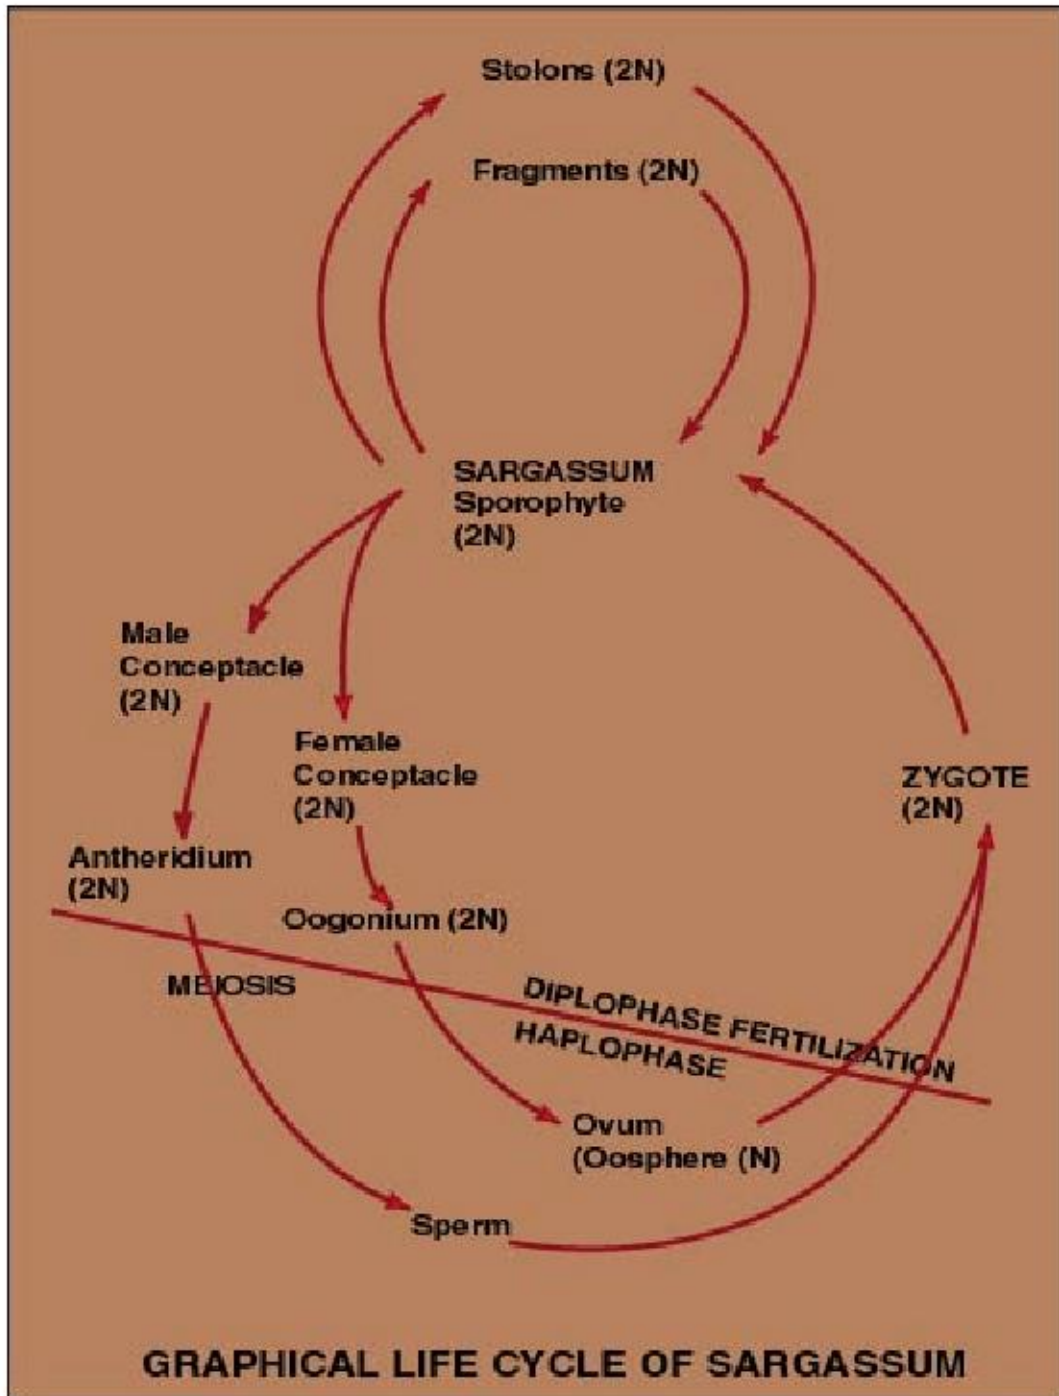 Stolons (2N)
Fragments (2N)
SARGASSUM
Sporophyte
(2N)
Male
Conceptacle
(2N)
Female
Conceptacle
(2N)
ZYGOTE
(2N)
Antheridium
(2N)
Oogonium (2N)
MEIOSIS
DIPLOPHASE FERTILIZATION
HAPLOPHASE
Ovum
(Oosphere (N)
Sperm
GRAPHICAL LIFE CYCLE OF SARGASSUM